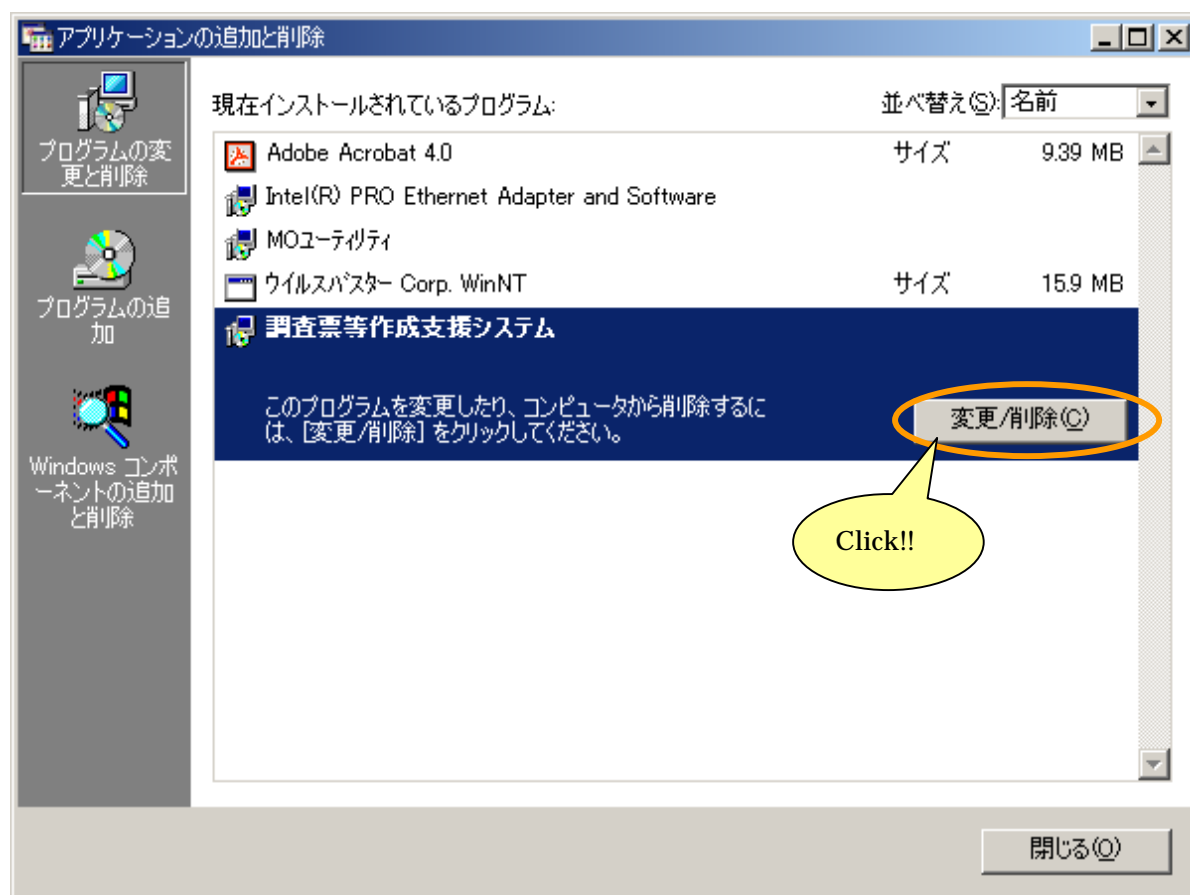 アプリケーションの追加と削除
プログラムの変
更と削除
プログラムの追
加
Windows コンポ
ーネントの追加
と削除
現在インストールされているプログラム:
並べ替え(S):
名前
Adobe Acrobat 4.0 サイズ 9.39 MB
Intel(R) PRO Ethernet Adapter and Software
MOユーティリティ
ウイルスバスター Corp. WinNT サイズ 15.9 MB
調査票等作成支援システム
このプログラムを変更したり、コンピュータから削除するに
は、[変更/削除] をクリックしてください。
変更/削除(C)
Click!!
閉じる(O)